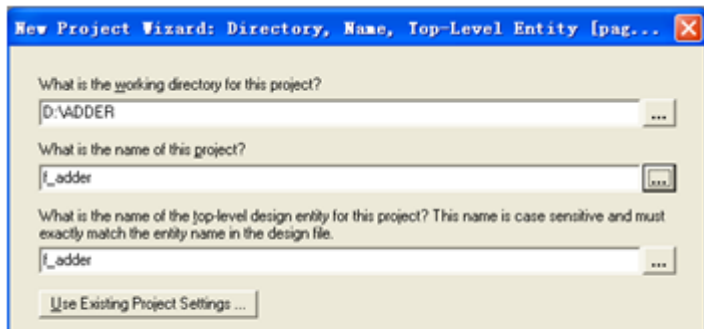 New Project Wizard: Directory, Name, Top-Level Entity [pag...
What is the working directory for this project?
D:\ADDER
...
What is the name of this project?
f_adder
...
What is the name of the top-level design entity for this project? This name is case sensitive and must
exactly match the entity name in the design file.
f_adder
...
Use Existing Project Settings ...